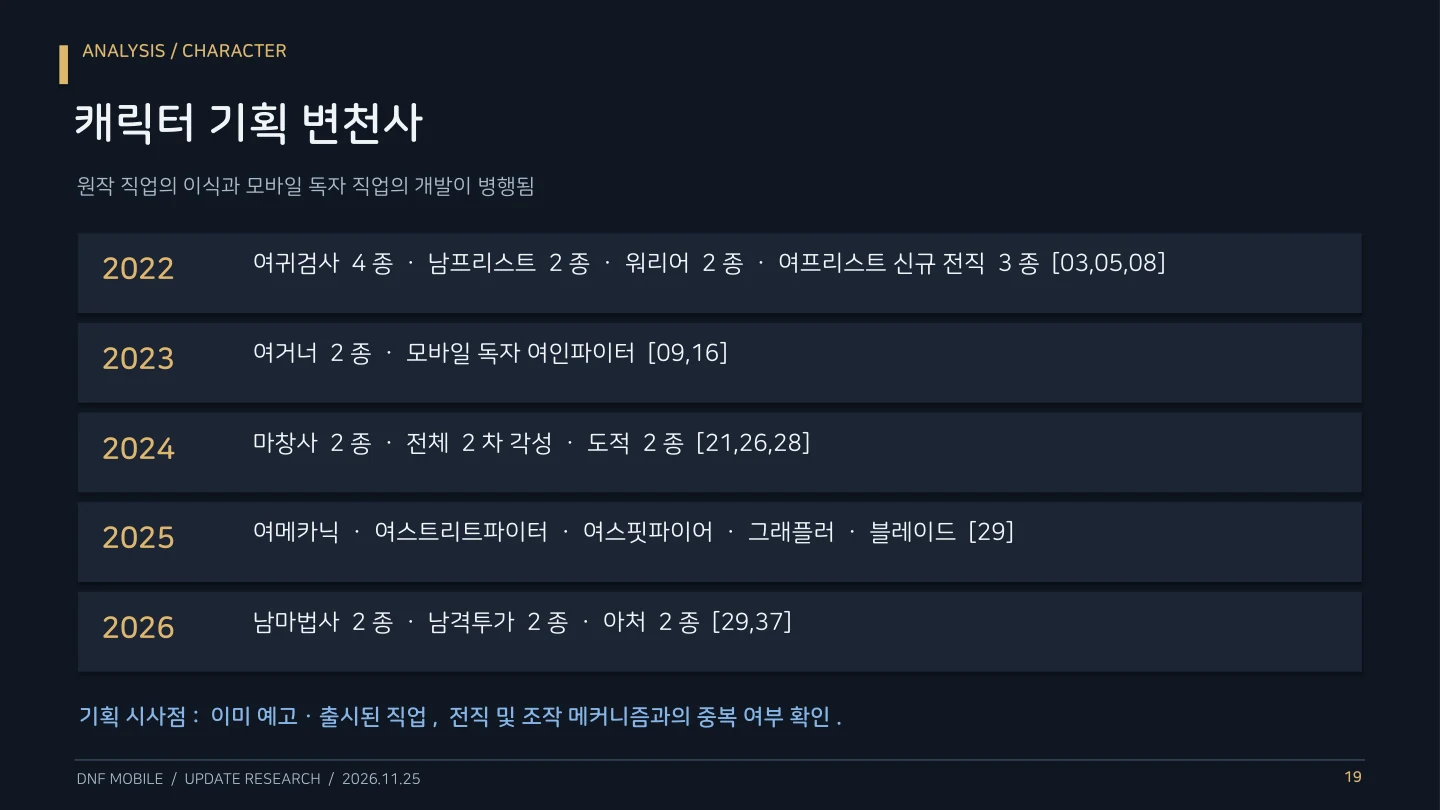 ANALYSIS / CHARACTER
캐릭터 기획 변천사
원작 직업의 이식과 모바일 독자 직업의 개발이 병행됨
2022 여귀검사 4 종 · 남프리스트 2 종 · 워리어 2 종 · 여프리스트 신규 전직 3 종 [03,05,08]
2023 여거너 2 종 · 모바일 독자 여인파이터 [09,16]
2024 마창사 2 종 · 전체 2 차 각성 · 도적 2 종 [21,26,28]
2025 여메카닉 · 여스트리트파이터 · 여스핏파이어 · 그래플러 · 블레이드 [29]
2026 남마법사 2 종 · 남격투가 2 종 · 아처 2 종 [29,37]
기획 시사점 : 이미 예고 · 출시된 직업 , 전직 및 조작 메커니즘과의 중복 여부 확인 .
DNF MOBILE / UPDATE RESEARCH / 2026.11.25
19